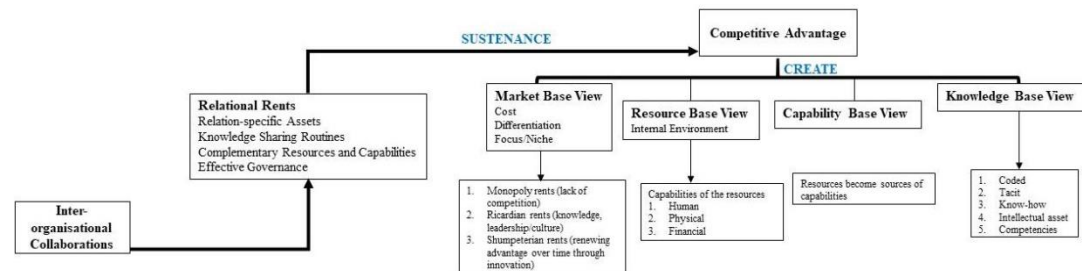 Competitive Advantage
SUSTENANCE
CREATE
Relational Rents
Relation-specific Assets
Knowledge Sharing Routines
Complementary Resources and Capabilities
Effective Governance
Inter-
organisational
Collaborations
Market Base View
Cost
Differentiation
Focus/Niche
Resource Base View
Internal Environment
Capability Base View
Knowledge Base View
1. Monopoly rents (lack of
competition)
2. Ricardian rents (knowledge,
leadership/culture)
3. Shumpeterian rents (renewing
advantage over time through
innovation)
Capabilities of the resources
1. Human
2. Physical
3. Financial
Resources become sources of
capabilities
1. Coded
2. Tacit
3. Know-how
4. Intellectual asset
5. Competencies